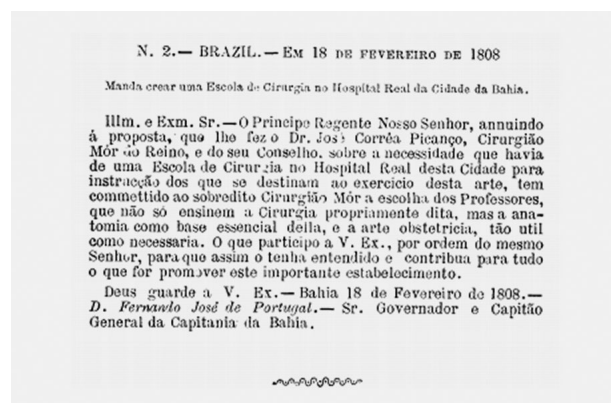 N. 2.— BRAZIL.— EM 18 DE FEVEREIRO DE 1808
Manda crear uma Escola de Cirurgia no Hospital Real da Cidade da Bahia.
Illm. e Exm. Sr.—O Principe Regente Nosso Senhor, annuindo
á proposta, que lhe fez o Dr. José Corrêa Picanço, Cirurgião
Mór do Reino, e do seu Conselho. sobre a necessidade que havia
de uma Escola de Cirurgia no Hospital Real desta Cidade para
instrucção dos que se destinam ao exercicio desta arte, tem
commettido ao sobredito Cirurgião Mór a escolha dos Professores,
que não só ensinem a Cirurgia propriamente dita, mas a ana-
tomia como base essencial della, e a arte obstetricia, tão util
como necessaria. O que participo a V. Ex., por ordem do mesmo
Senhor, para que assim o tenha entendido e contribua para tudo
o que for promover este importante estabelecimento.
Deus guarde a V. Ex.— Bahia 18 de Fevereiro de 1808.—
D. Fernando José de Portugal.— Sr. Governador e Capitão
General da Capitania da Bahia.